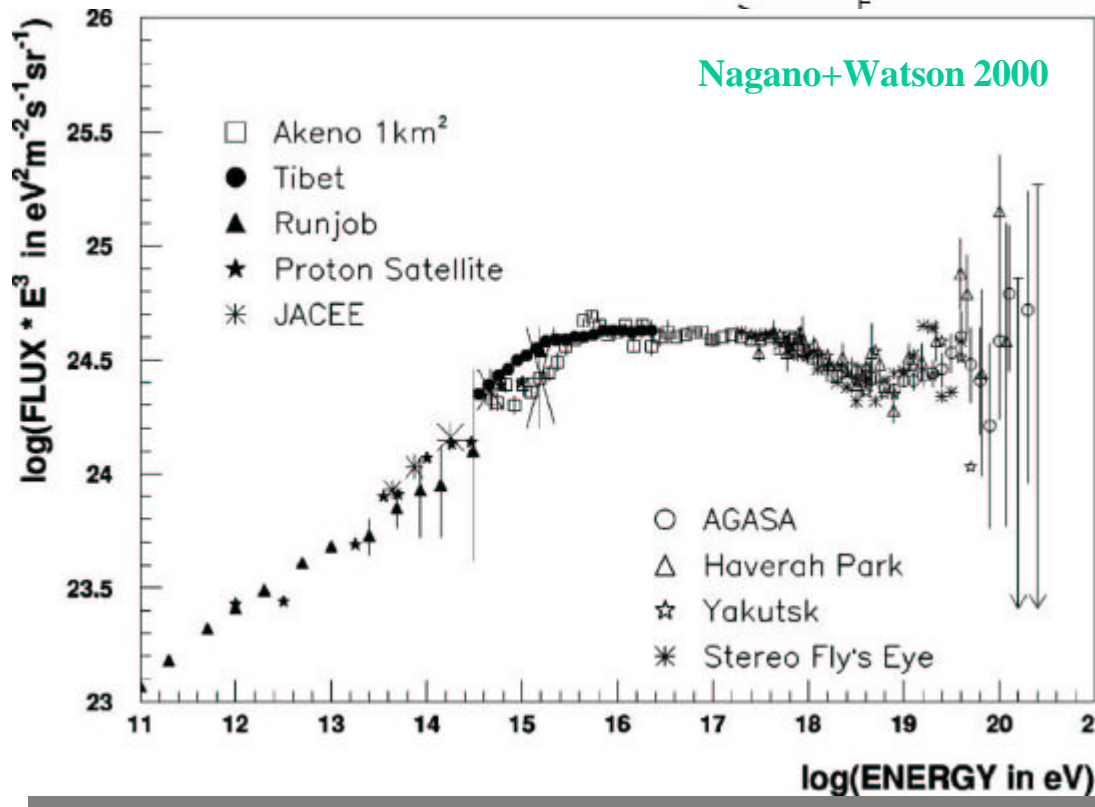 Nagano+Watson 2000
26
25.5
25
24.5
24
23.5
23
log(FLUX * E³ in eV²m⁻²s⁻¹sr⁻¹)
Akeno 1km²
Tibet
Runjob
Proton Satellite
JACEE
AGASA
Haverah Park
Yakutsk
Stereo Fly's Eye
11 12 13 14 15 16 17 18 19 20 2
log(ENERGY in eV)